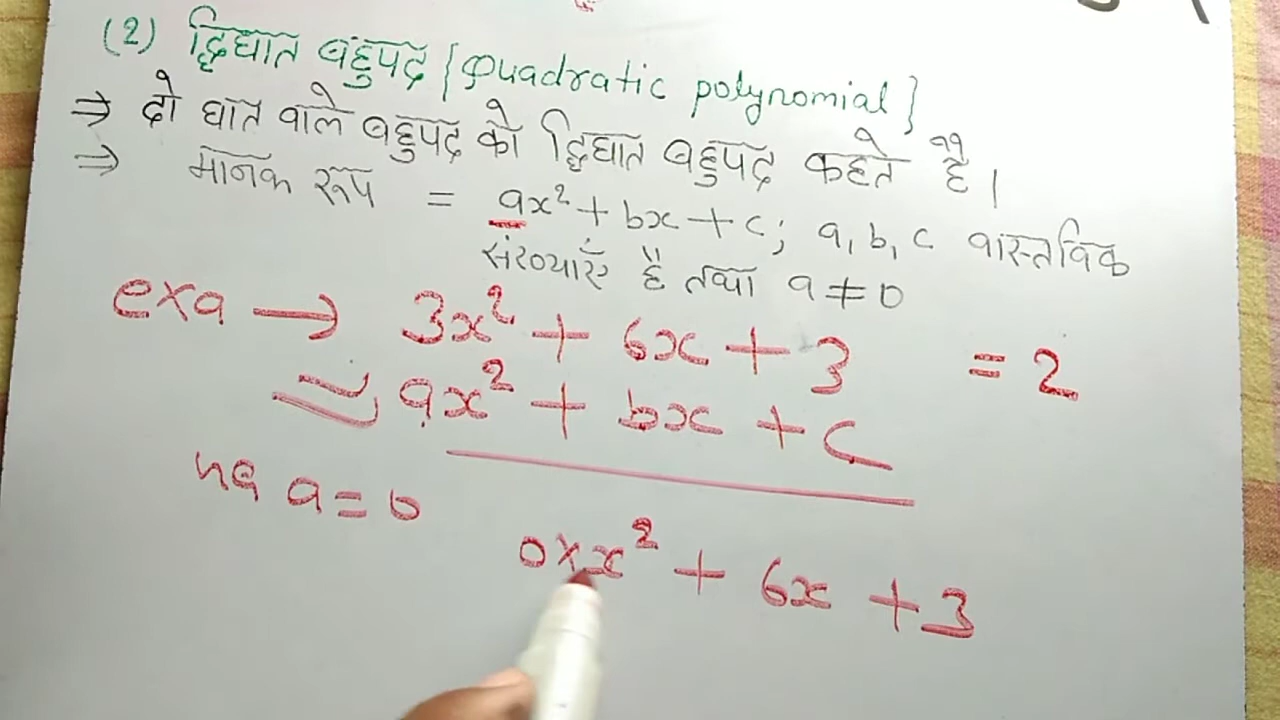 (2) द्विघात बहुपद {Quadratic polynomial}
⇒ दो घात वाले बहुपद को द्विघात बहुपद कहते है।
⇒ मानक रूप = ax² + bx + c; a, b, c वास्तविक
संख्याएँ है तथा a ≠ 0
exa → 3x² + 6x + 3 = 2
ax² + bx + c
a = 0
0×x² + 6x + 3